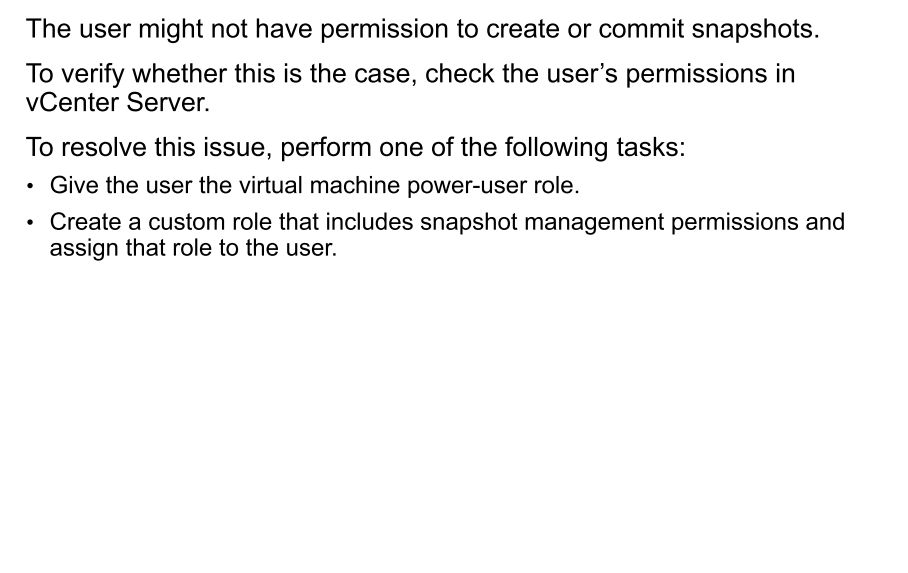 The user might not have permission to create or commit snapshots.
To verify whether this is the case, check the user’s permissions in
vCenter Server.
To resolve this issue, perform one of the following tasks:
• Give the user the virtual machine power-user role.
• Create a custom role that includes snapshot management permissions and
assign that role to the user.